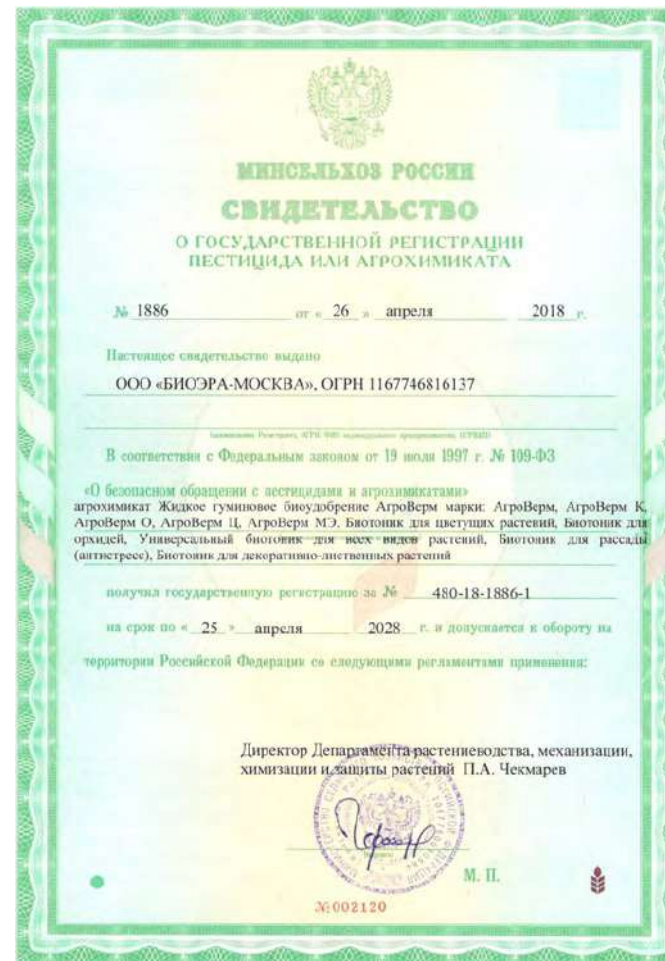 МИНСЕЛЬХОЗ РОССИИ
СВИДЕТЕЛЬСТВО
О ГОСУДАРСТВЕННОЙ РЕГИСТРАЦИИ
ПЕСТИЦИДА ИЛИ АГРОХИМИКАТА
№ 1886 от « 26 » апреля 2018 г.
Настоящее свидетельство выдано
ООО «БИОЭРА-МОСКВА», ОГРН 1167746816137
В соответствии с Федеральным законом от 19 июля 1997 г. № 109-ФЗ
«О безопасном обращении с пестицидами и агрохимикатами»
агрохимикат Жидкое гуминовое биоудобрение АгроВерм марки: АгроВерм, АгроВерм К,
АгроВерм О, АгроВерм Ц, АгроВерм МЭ, Биотоник для цветущих растений, Биотоник для
орхидей, Универсальный биотоник для всех видов растений, Биотоник для рассады
(антистресс), Биотоник для декоративно-лиственных растений
получил государственную регистрацию за № 480-18-1886-1
на срок по « 25 » апреля 2028 г. и допускается к обороту на
территории Российской Федерации со следующими регламентами применения:
Директор Департамента растениеводства, механизации,
химизации и защиты растений П.А. Чекмарев
М. П.
№002120